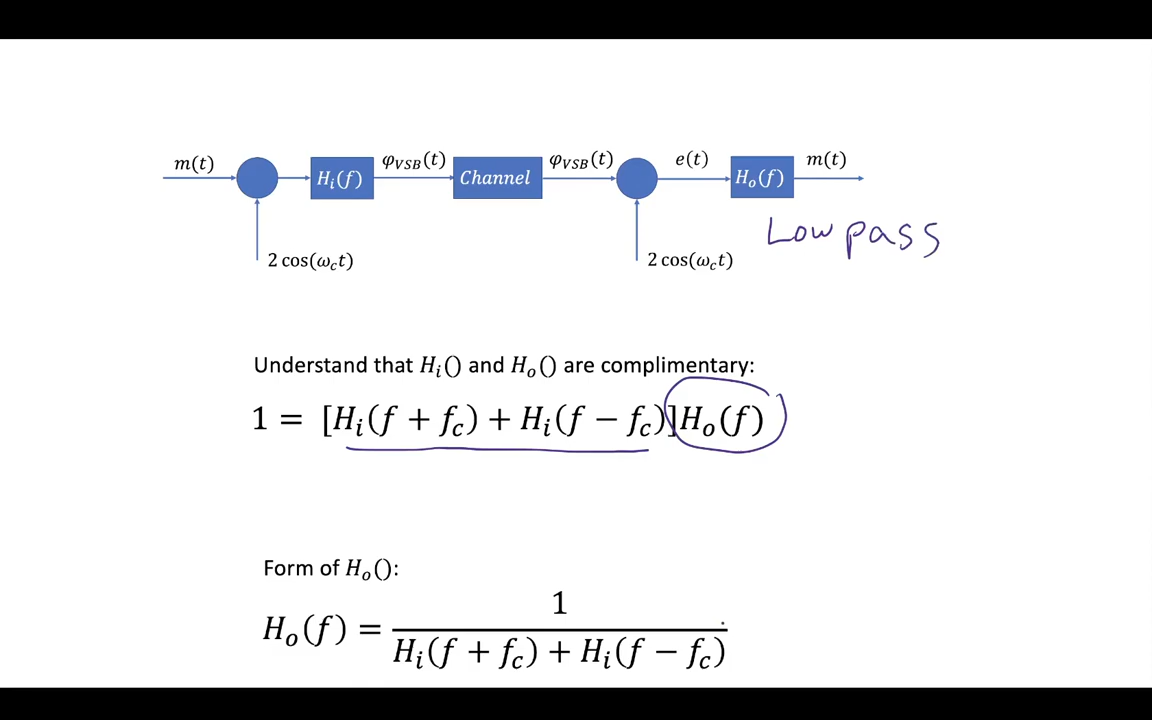 m(t) H_i(f) φ_VSB(t) Channel φ_VSB(t) e(t) H_o(f) m(t)
Low pass
2 cos(ω_c t) 2 cos(ω_c t)
Understand that H_i() and H_o() are complimentary:
1 = [H_i(f + f_c) + H_i(f − f_c)]H_o(f)
Form of H_o():
H_o(f) = 1 / H_i(f + f_c) + H_i(f − f_c)